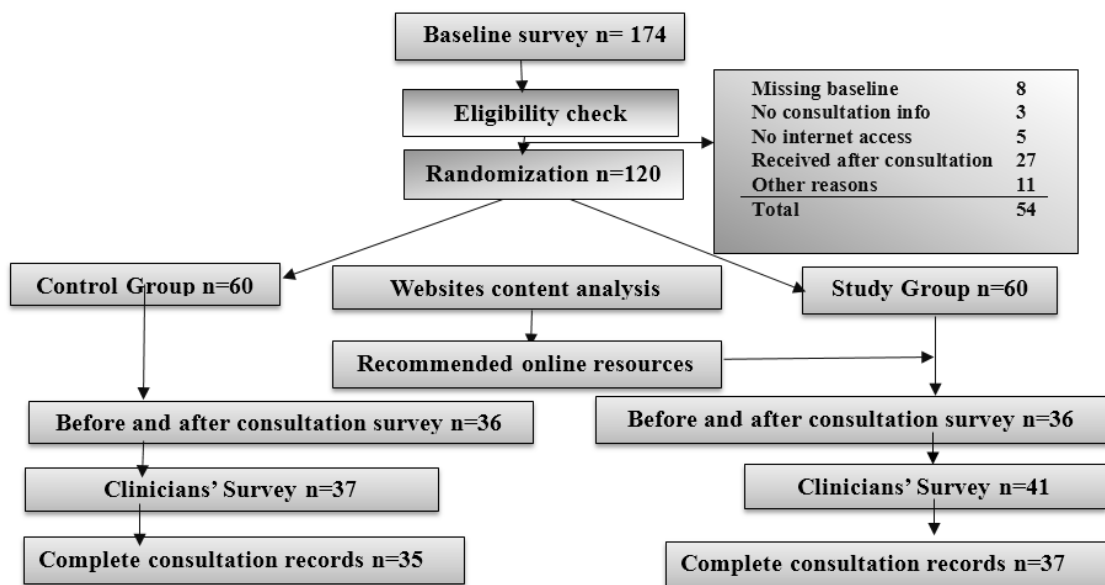 Baseline survey n= 174
Eligibility check
Randomization n=120
Missing baseline 8
No consultation info 3
No internet access 5
Received after consultation 27
Other reasons 11
Total 54
Control Group n=60
Websites content analysis
Study Group n=60
Recommended online resources
Before and after consultation survey n=36
Before and after consultation survey n=36
Clinicians’ Survey n=37
Clinicians’ Survey n=41
Complete consultation records n=35
Complete consultation records n=37